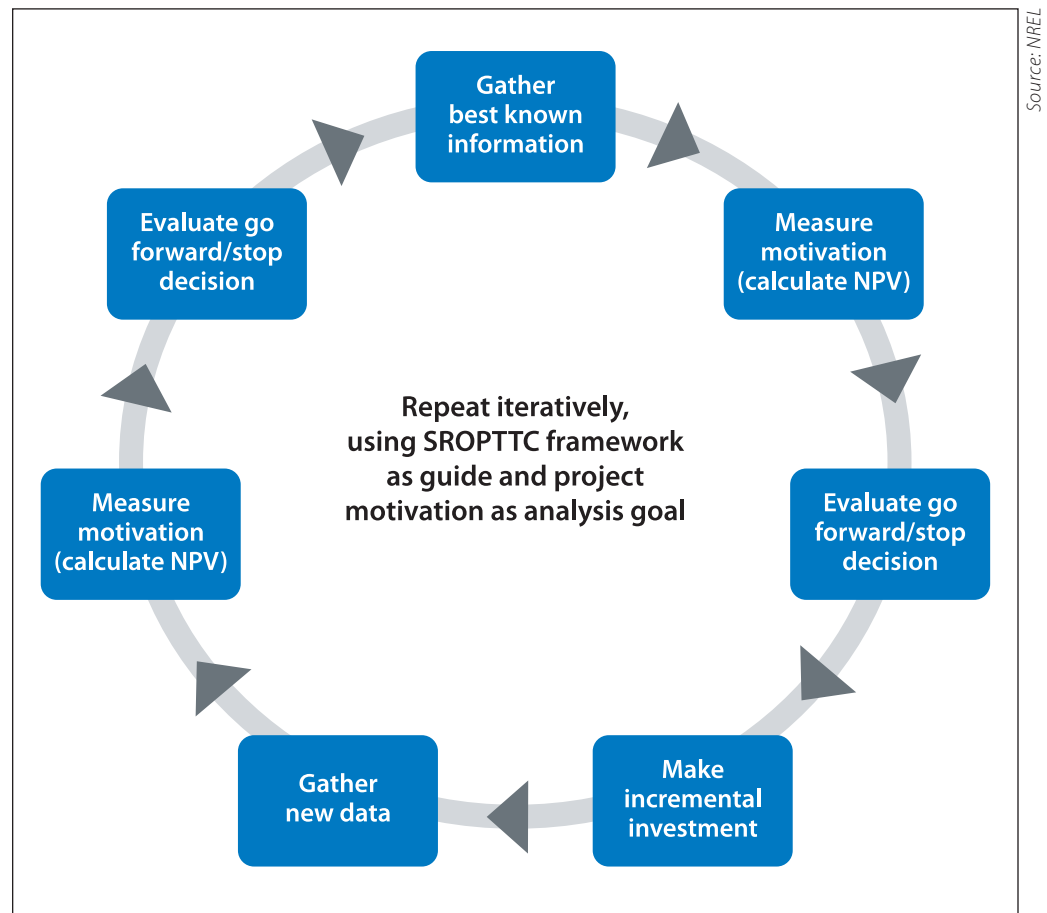 Gather
best known
information
Measure
motivation
(calculate NPV)
Evaluate go
forward/stop
decision
Make
incremental
investment
Gather
new data
Measure
motivation
(calculate NPV)
Evaluate go
forward/stop
decision
Repeat iteratively,
using SROPTTC framework
as guide and project
motivation as analysis goal
Source: NREL